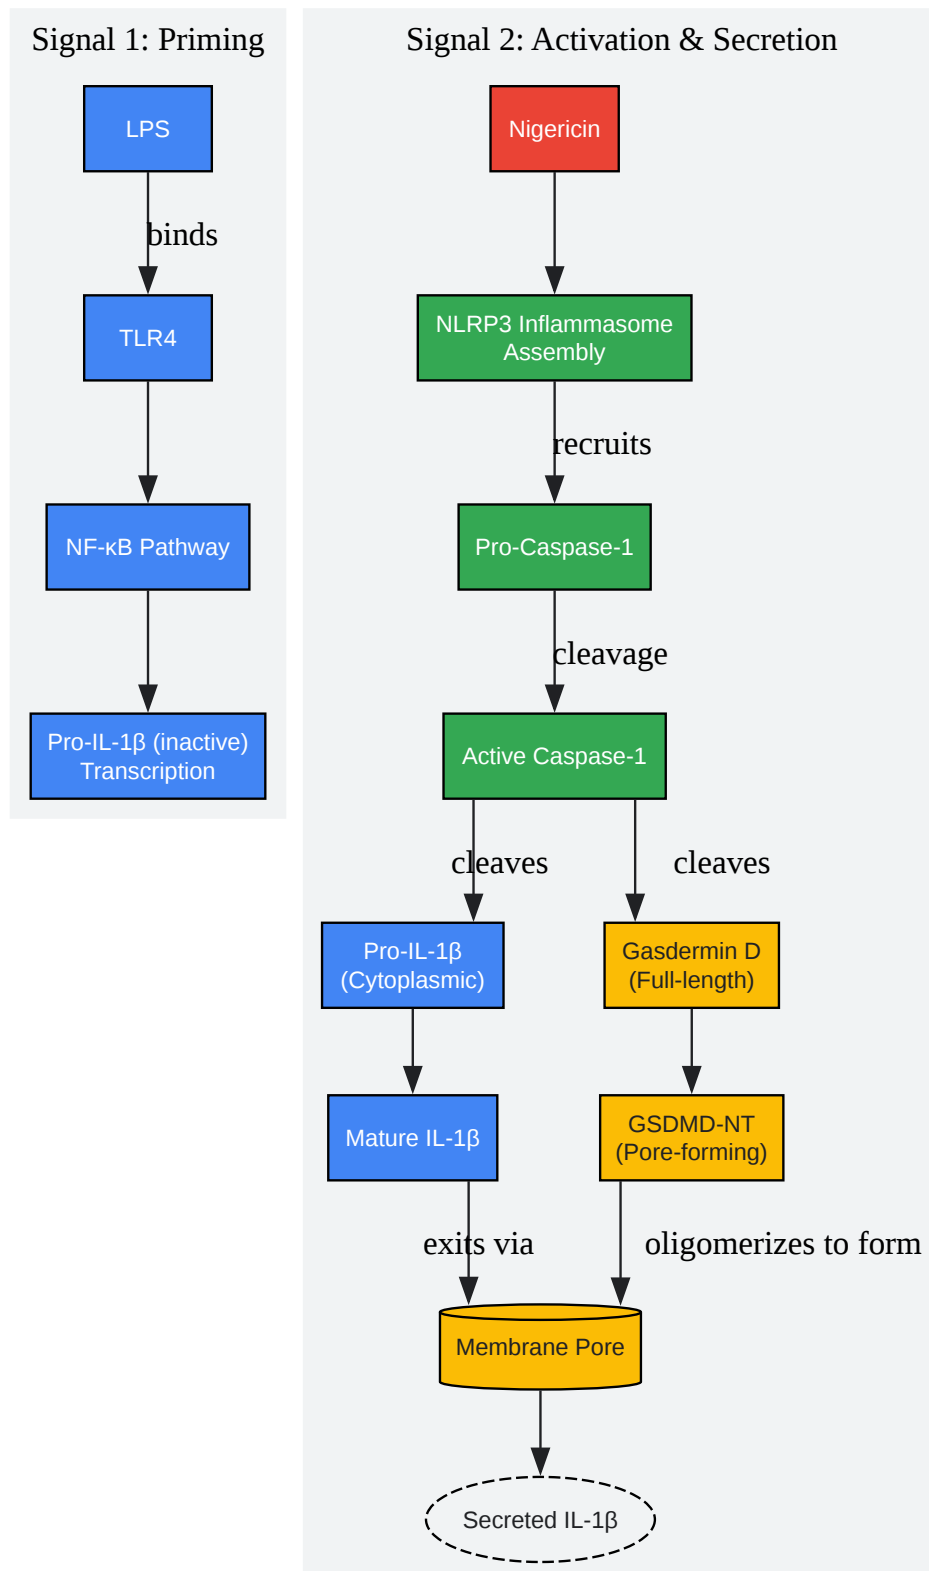 Signal 1: Priming
LPS
binds
TLR4
NF-κB Pathway
Pro-IL-1β (inactive)
Transcription
Signal 2: Activation & Secretion
Nigericin
NLRP3 Inflammasome
Assembly
recruits
Pro-Caspase-1
cleavage
Active Caspase-1
cleaves
cleaves
Pro-IL-1β
(Cytoplasmic)
Gasdermin D
(Full-length)
Mature IL-1β
GSDMD-NT
(Pore-forming)
exits via
oligomerizes to form
Membrane Pore
Secreted IL-1β